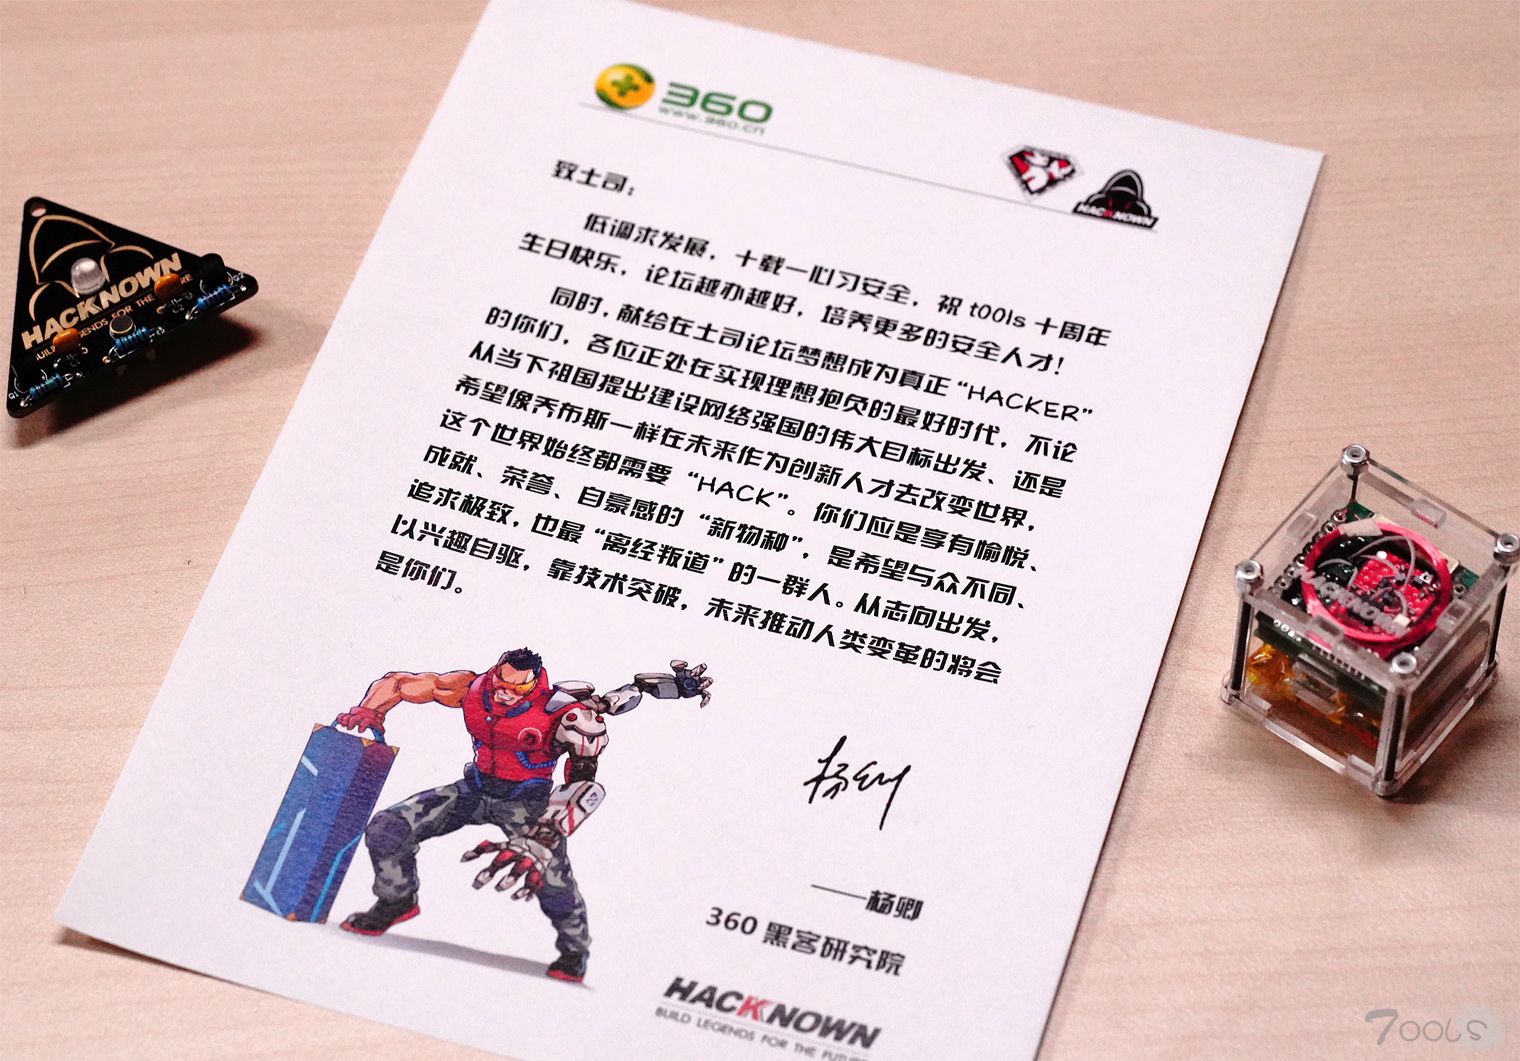 360
www.360.cn
HACKNOWN
致土司：
低调求发展，十载一心习安全，祝 t00ls 十周年
生日快乐，论坛越办越好，培养更多的安全人才！
同时，献给在土司论坛梦想成为真正“HACKER”
的你们，各位正处在实现理想抱负的最好时代，不论
从当下祖国提出建设网络强国的伟大目标出发、还是
希望像乔布斯一样在未来作为创新人才去改变世界，
这个世界始终都需要“HACK”。你们应是享有愉悦、
成就、荣誉、自豪感的“新物种”，是希望与众不同、
追求极致，也最“离经叛道”的一群人。从志向出发，
以兴趣自驱，靠技术突破，未来推动人类变革的将会
是你们。
杨卿
——杨卿
360 黑客研究院
HACKNOWN
BUILD LEGENDS FOR THE FUTURE
HACKNOWN
FOR THE
HACKNOWN
7OOLS